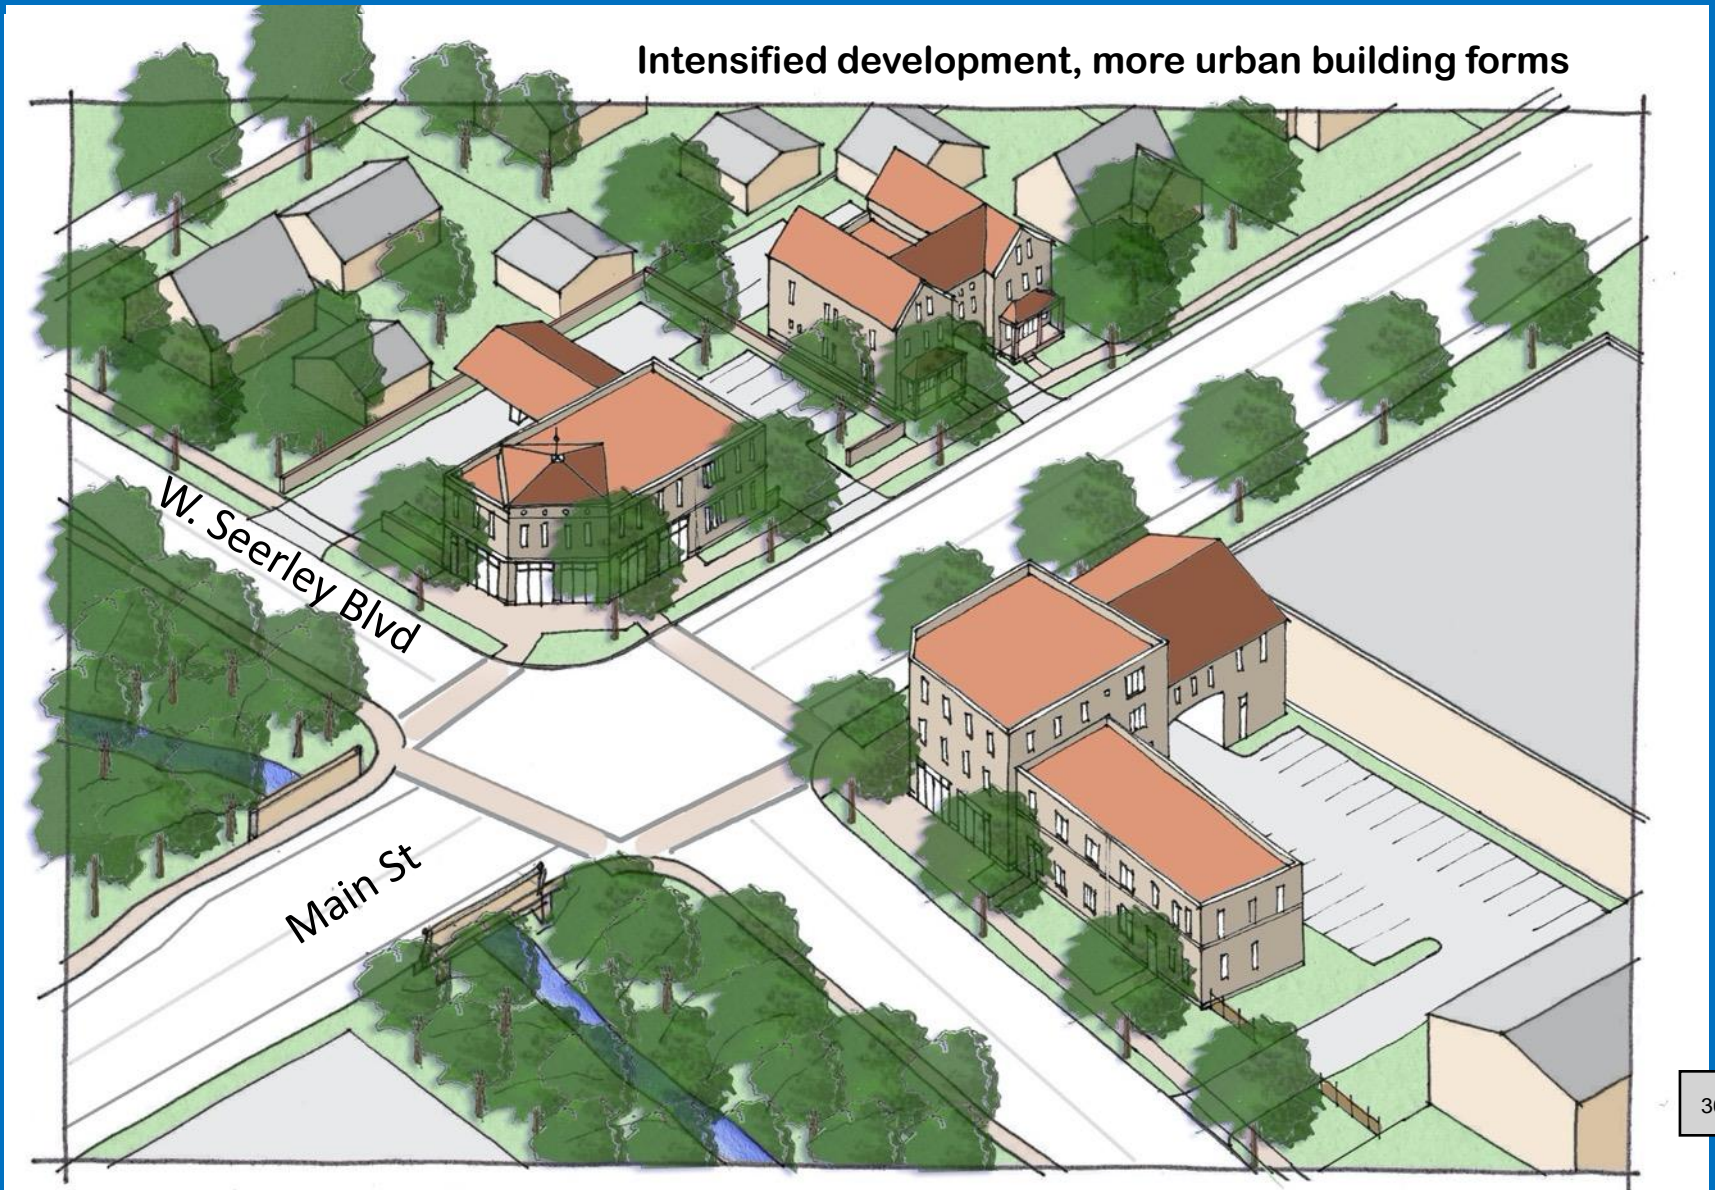 Intensified development, more urban building forms
W. Seerley Blvd
Main St